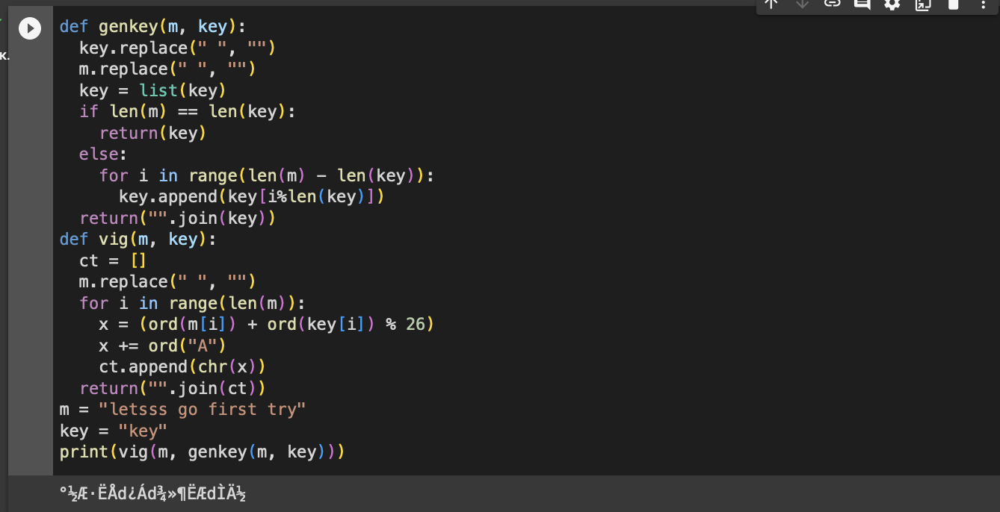 K.
def genkey(m, key):
  key.replace(" ", "")
  m.replace(" ", "")
  key = list(key)
  if len(m) == len(key):
    return(key)
  else:
    for i in range(len(m) - len(key)):
      key.append(key[i%len(key)])
  return("".join(key))
def vig(m, key):
  ct = []
  m.replace(" ", "")
  for i in range(len(m)):
    x = (ord(m[i]) + ord(key[i]) % 26)
    x += ord("A")
    ct.append(chr(x))
  return("".join(ct))
m = "letsss go first try"
key = "key"
print(vig(m, genkey(m, key)))
°½Æ·ËÅd¿Ád¾»¶ËÆdÌÄ½